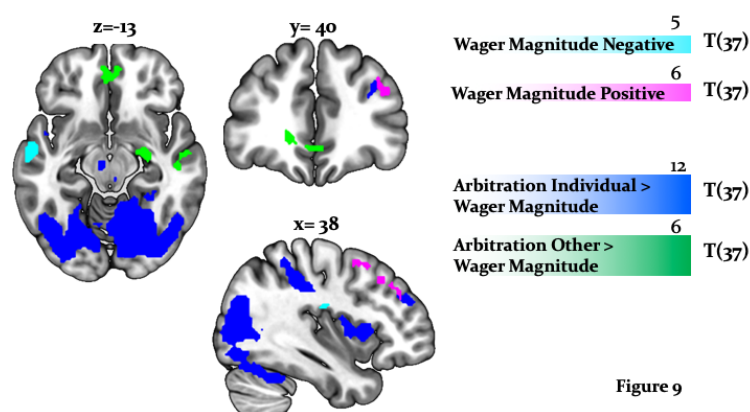 z=-13
y= 40
x= 38
5
Wager Magnitude Negative T(37)
6
Wager Magnitude Positive T(37)
12
Arbitration Individual > T(37)
Wager Magnitude
6
Arbitration Other > T(37)
Wager Magnitude
Figure 9